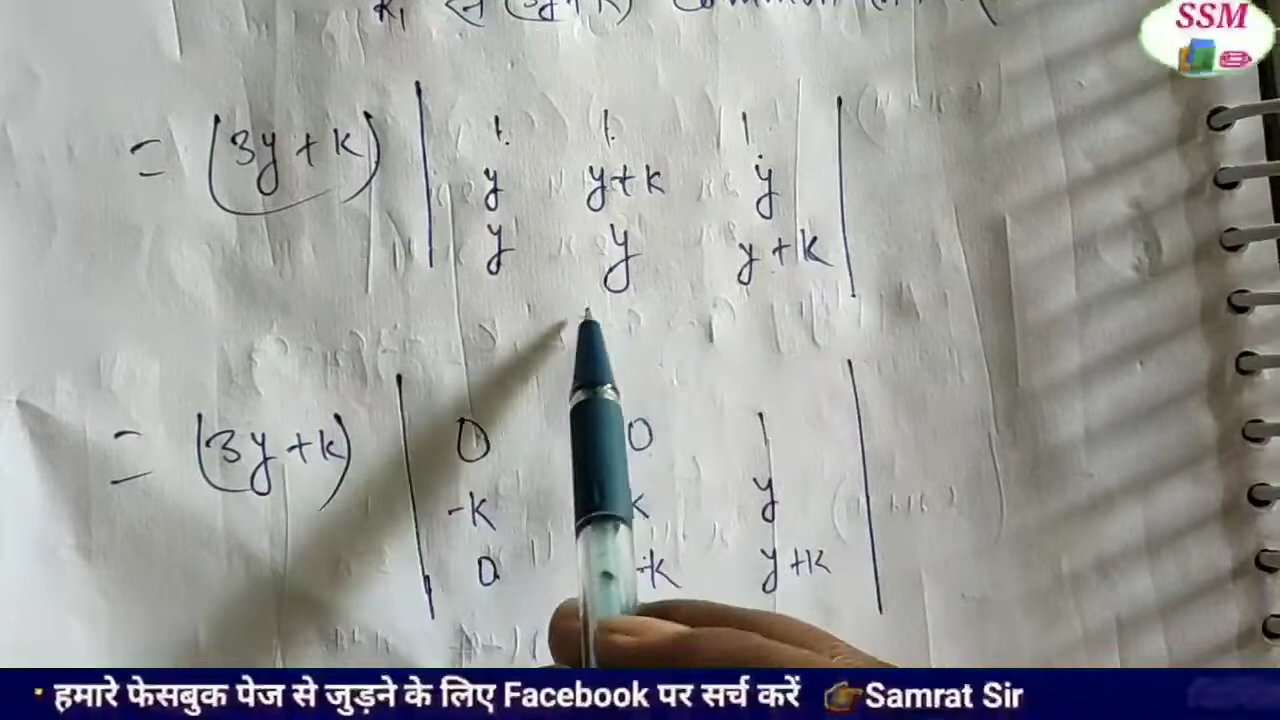 SSM
= (3y+k) | 1 1 1 |
| y y+k y |
| y y y+k |
= (3y+k) | 0 0 1 |
| -k k y |
| 0 -k y+k |
· हमारे फेसबुक पेज से जुड़ने के लिए Facebook पर सर्च करें 👉Samrat Sir